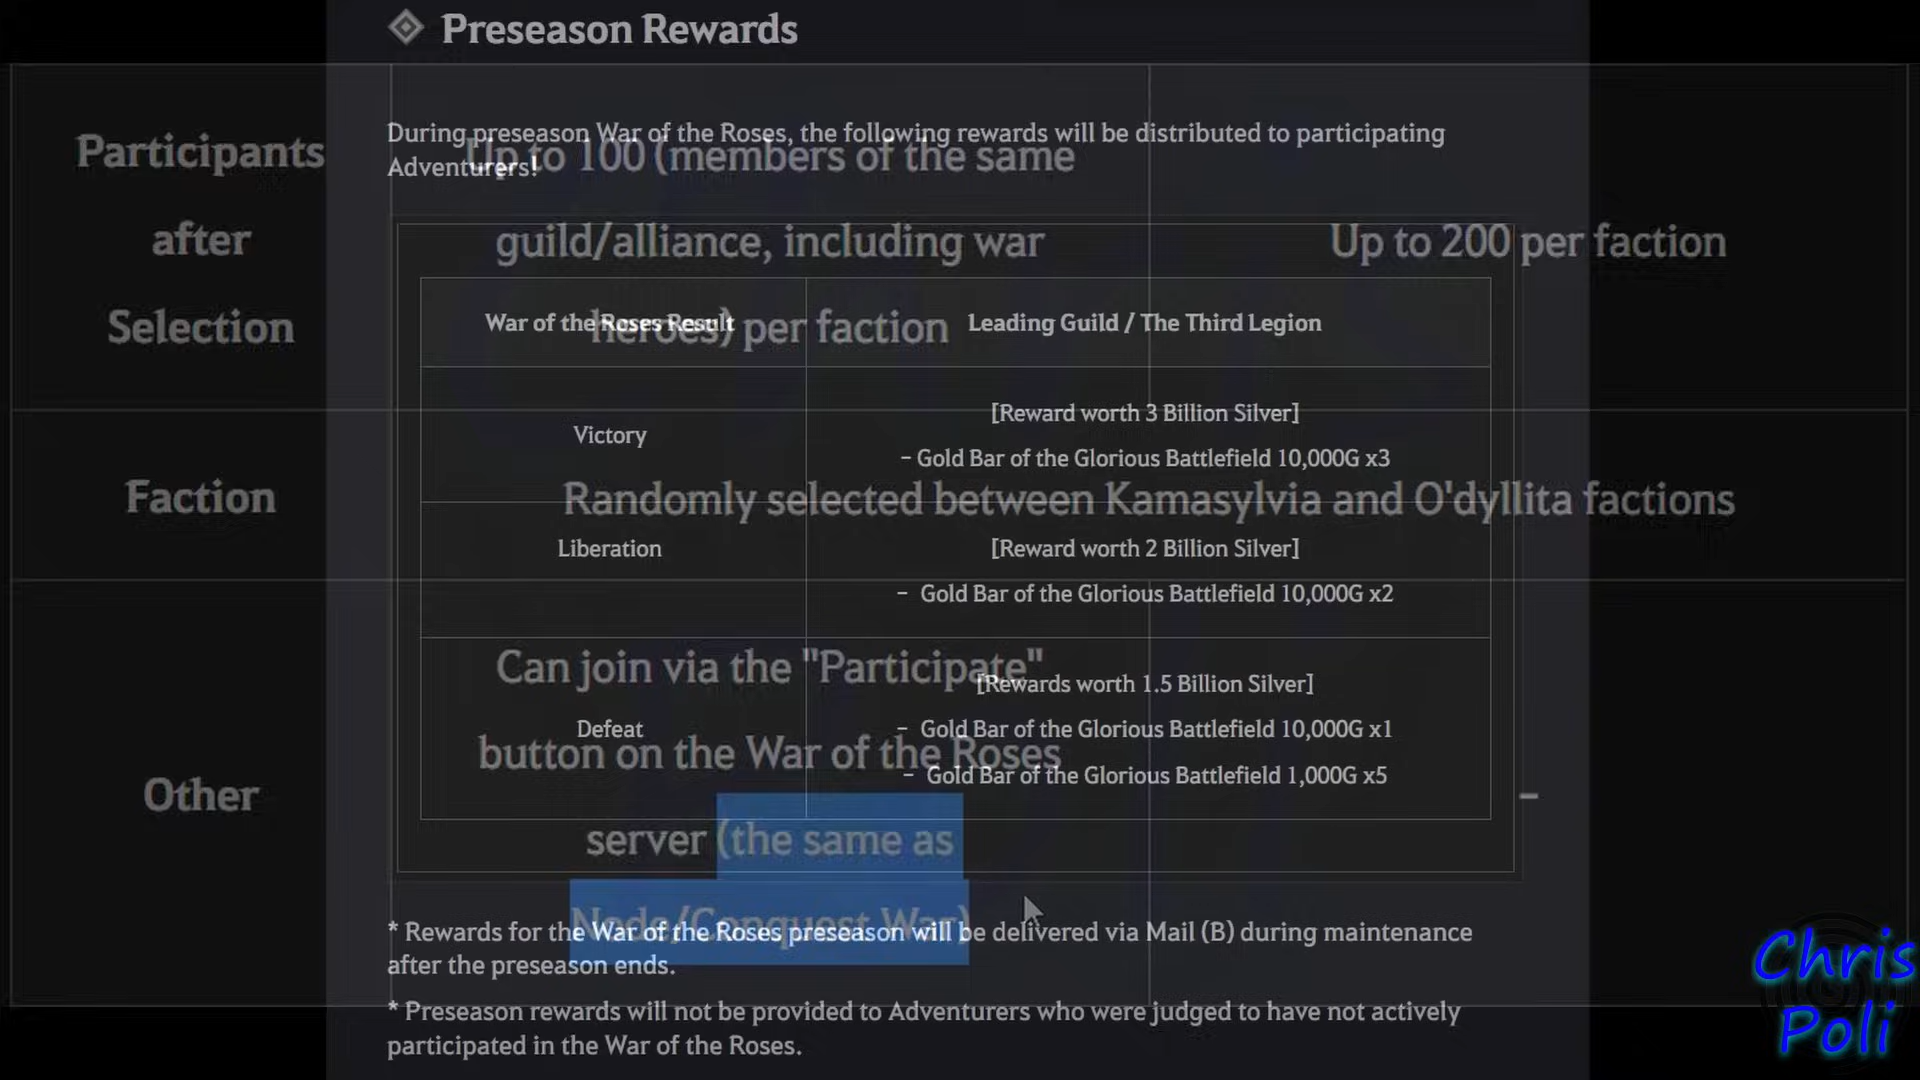 Preseason Rewards
During preseason War of the Roses, the following rewards will be distributed to participating
Adventurers!
War of the Roses Result
Leading Guild / The Third Legion
Victory
[Reward worth 3 Billion Silver]
– Gold Bar of the Glorious Battlefield 10,000G x3
Liberation
[Reward worth 2 Billion Silver]
– Gold Bar of the Glorious Battlefield 10,000G x2
Defeat
[Rewards worth 1.5 Billion Silver]
– Gold Bar of the Glorious Battlefield 10,000G x1
– Gold Bar of the Glorious Battlefield 1,000G x5
* Rewards for the War of the Roses preseason will be delivered via Mail (B) during maintenance
after the preseason ends.
* Preseason rewards will not be provided to Adventurers who were judged to have not actively
participated in the War of the Roses.
Participants
after
Selection
Up to 100 (members of the same
guild/alliance, including war
heroes) per faction
Up to 200 per faction
Faction
Randomly selected between Kamasylvia and O'dyllita factions
Other
Can join via the "Participate"
button on the War of the Roses
server (the same as
Node/Conquest War)
–
Chris
Poli